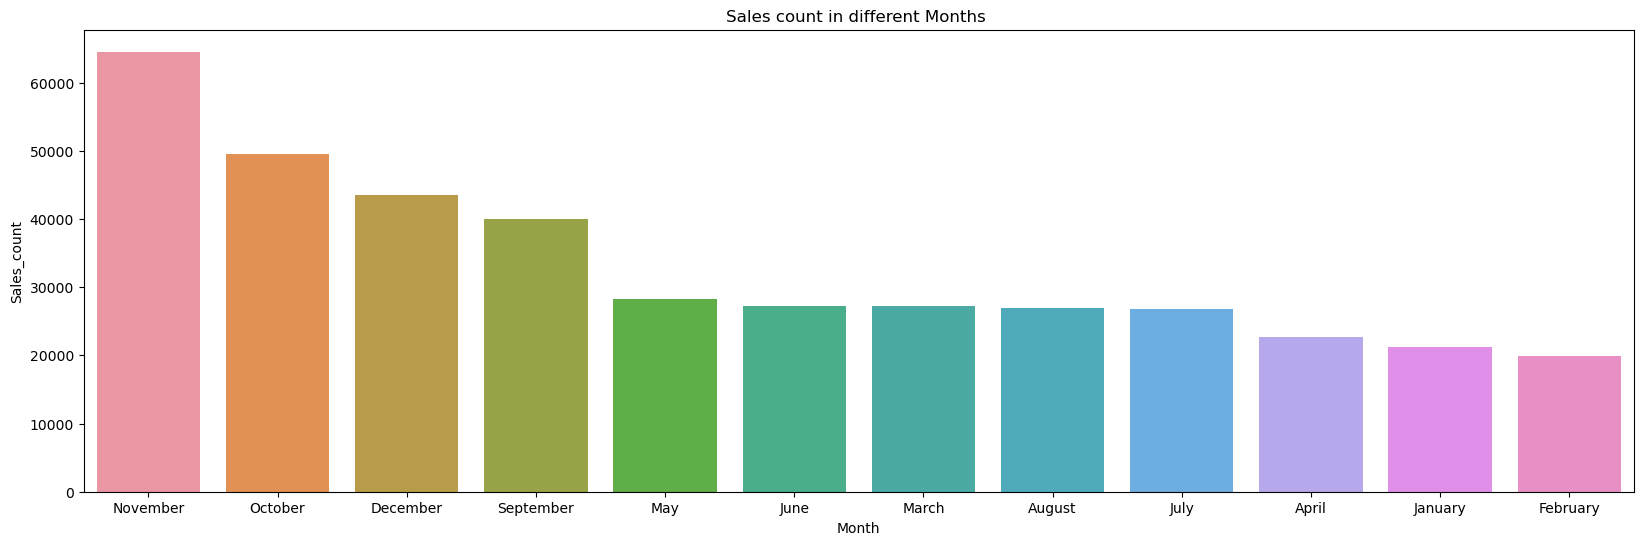 Sales count in different Months
Sales_count
60000
50000
40000
30000
20000
10000
0
November October December September May June March August July April January February
Month